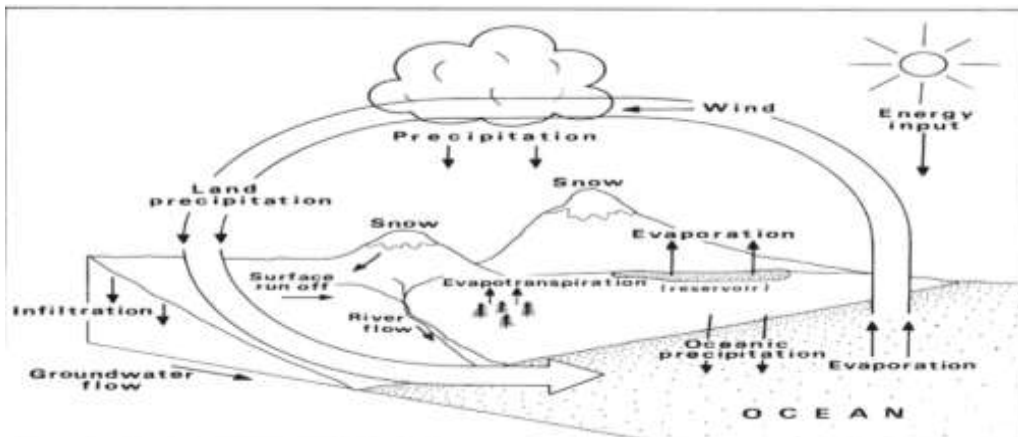 Wind
Energy
input
Precipitation
Land
precipitation
Snow
Snow
Evaporation
Surface
run off
Evapotranspiration
(reservoir)
Infiltration
River
flow
Oceanic
precipitation
Evaporation
Groundwater
flow
OCEAN